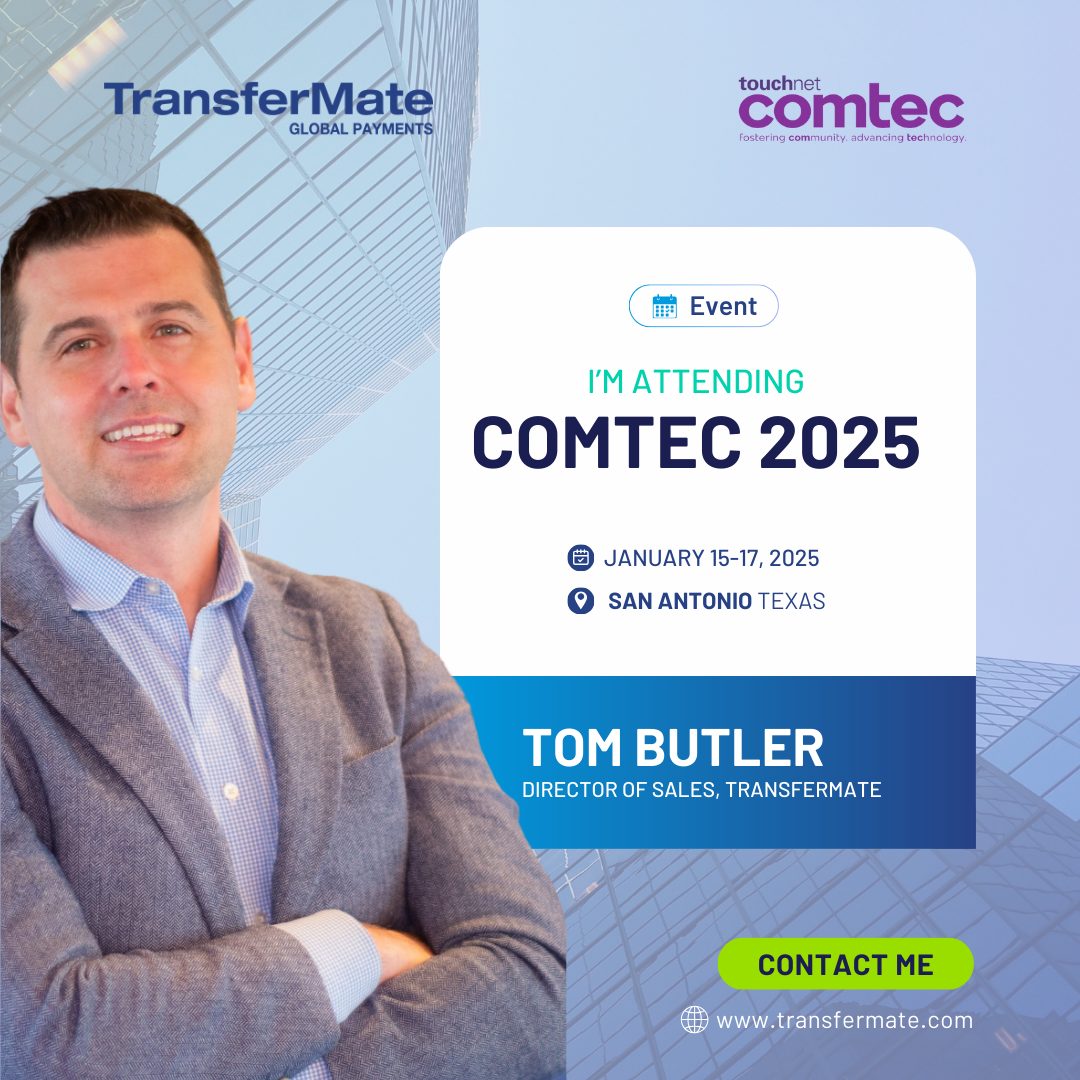 TransferMate
GLOBAL PAYMENTS
touchnet
comtec
fostering community. advancing technology.
Event
I'M ATTENDING
COMTEC 2025
JANUARY 15-17, 2025
SAN ANTONIO TEXAS
TOM BUTLER
DIRECTOR OF SALES, TRANSFERMATE
CONTACT ME
www.transfermate.com